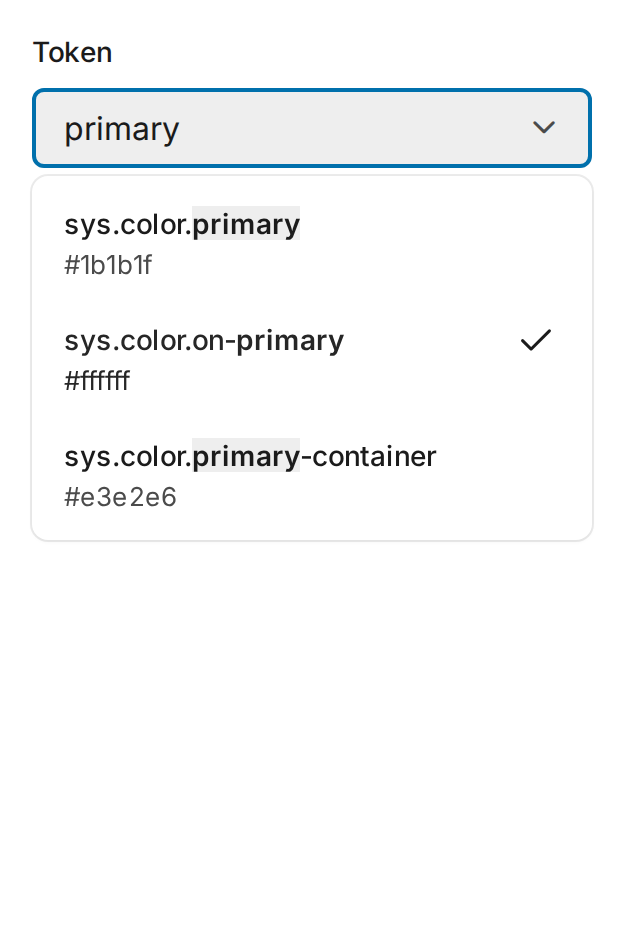 Token
primary
sys.color.primary
#1b1b1f
sys.color.on-primary
#ffffff
sys.color.primary-container
#e3e2e6